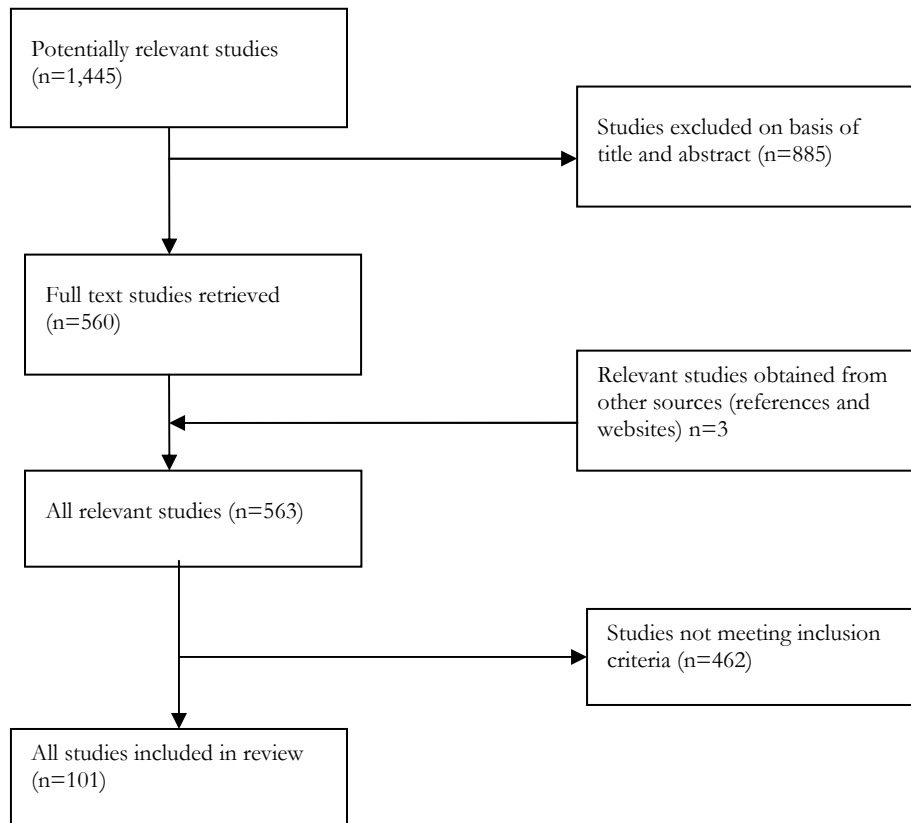 Potentially relevant studies
(n=1,445)
Studies excluded on basis of
title and abstract (n=885)
Full text studies retrieved
(n=560)
Relevant studies obtained from
other sources (references and
websites) n=3
All relevant studies (n=563)
Studies not meeting inclusion
criteria (n=462)
All studies included in review
(n=101)